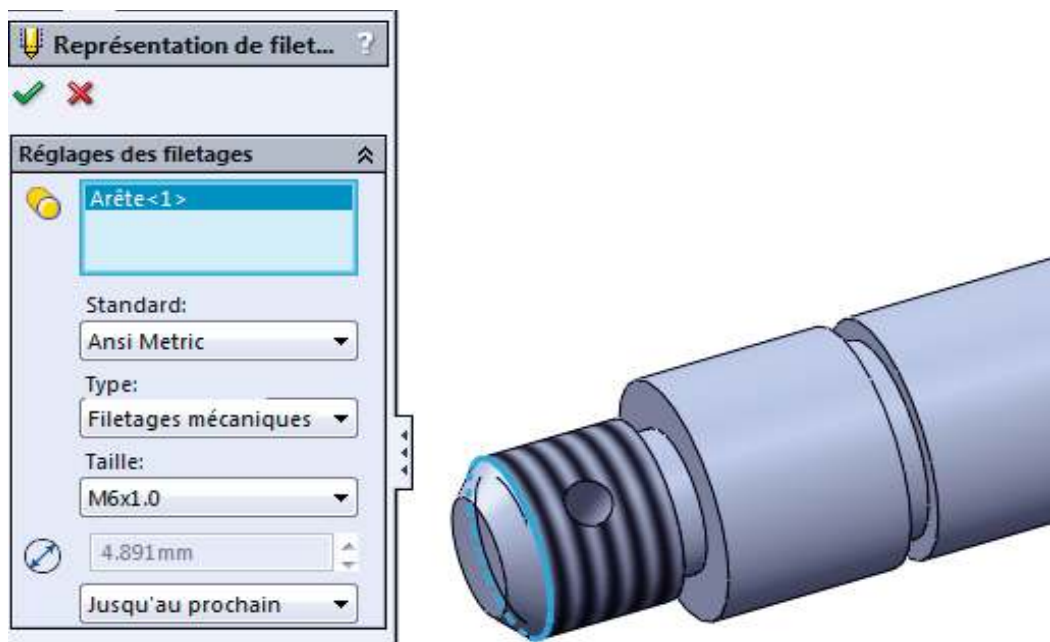 Représentation de filet... ?
Réglages des filetages
Arête<1>
Standard:
Ansi Metric
Type:
Filetages mécaniques
Taille:
M6x1.0
4.891mm
Jusqu'au prochain